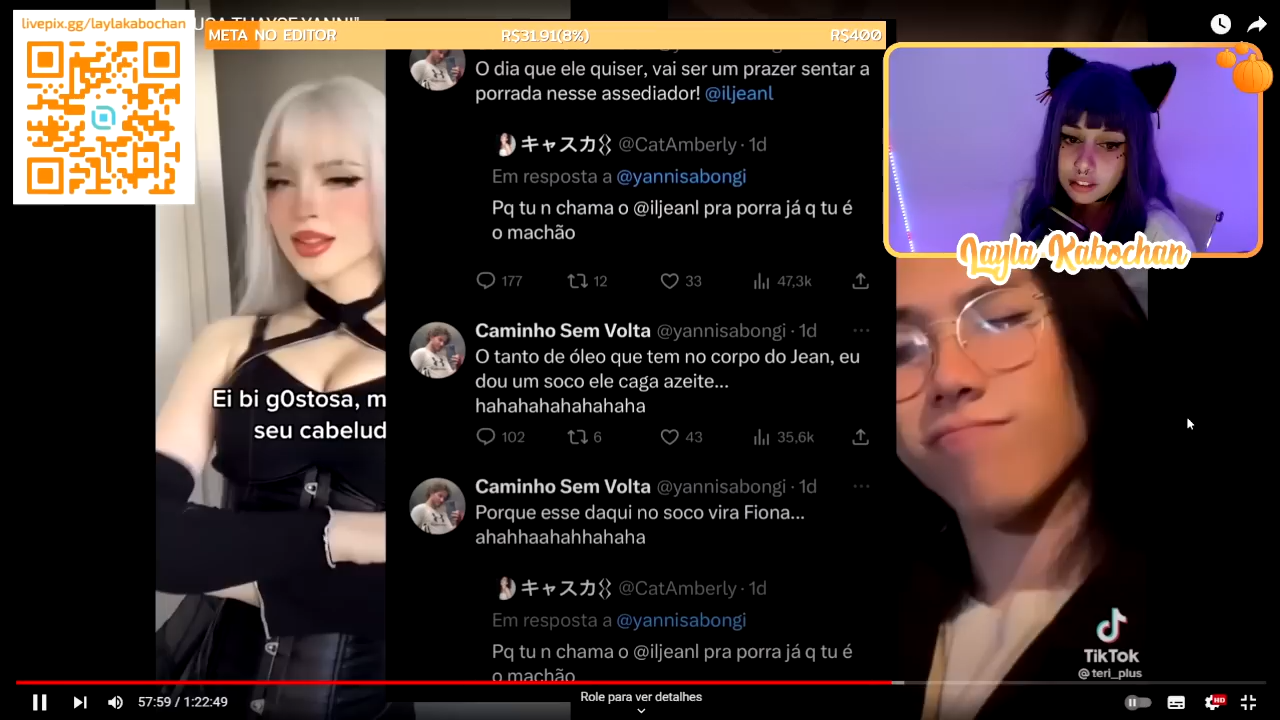 livepix.gg/laylakabochan
META NO EDITOR
R$31.91(8%)
R$400
O dia que ele quiser, vai ser um prazer sentar a
porrada nesse assediador! @iljeanl
キャスカ @CatAmberly · 1d
Em resposta a @yannisabongi
Pq tu n chama o @iljeanl pra porra já q tu é
o machão
177 12 33 47,3k
Layla Kabochan
Caminho Sem Volta @yannisabongi · 1d
O tanto de óleo que tem no corpo do Jean, eu
dou um soco ele caga azeite...
hahahahahahahaha
102 6 43 35,6k
Ei bi g0stosa, m
seu cabelud
Caminho Sem Volta @yannisabongi · 1d
Porque esse daqui no soco vira Fiona...
ahahhaahahhahaha
キャスカ @CatAmberly · 1d
Em resposta a @yannisabongi
Pq tu n chama o @iljeanl pra porra já q tu é
o machão
TikTok
@teri_plus
57:59 / 1:22:49
Role para ver detalhes
HD